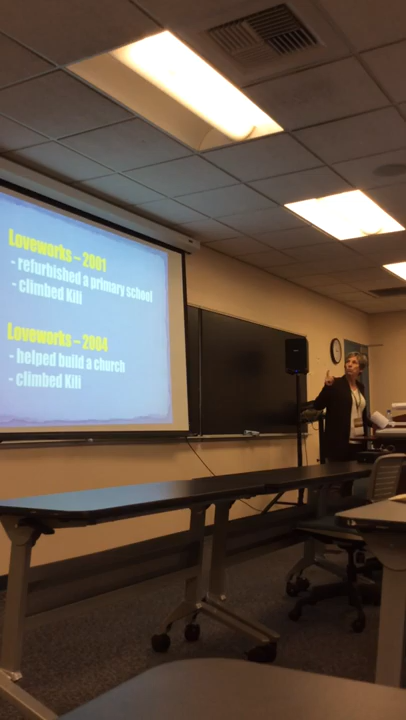 Loveworks – 2001
- refurbished a primary school
- climbed Kili
Loveworks – 2004
- helped build a church
- climbed Kili